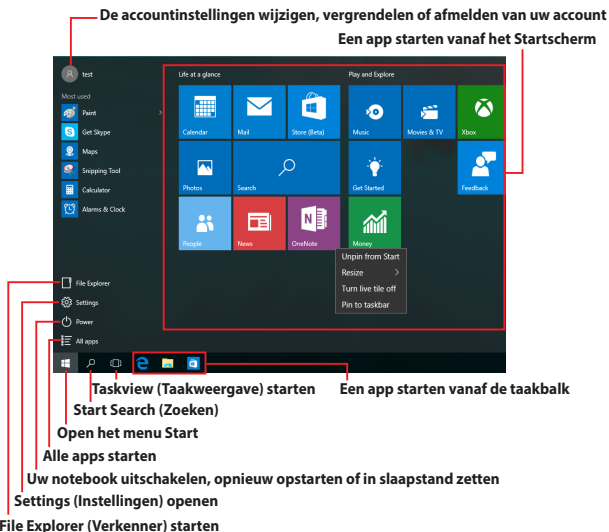 De accountinstellingen wijzigen, vergrendelen of afmelden van uw account
Een app starten vanaf het Startscherm
test
Life at a glance
Play and Explore
Most used
Paint
Get Skype
Maps
Snipping Tool
Calculator
Alarms & Clock
Calendar
Mail
Store (Beta)
Music
Movies & TV
Xbox
Photos
Search
Get Started
Feedback
People
News
OneNote
Money
Unpin from Start
Resize
Turn live tile off
Pin to taskbar
File Explorer
Settings
Power
All apps
Taskview (Taakweergave) starten
Een app starten vanaf de taakbalk
Start Search (Zoeken)
Open het menu Start
Alle apps starten
Uw notebook uitschakelen, opnieuw opstarten of in slaapstand zetten
Settings (Instellingen) openen
File Explorer (Verkenner) starten